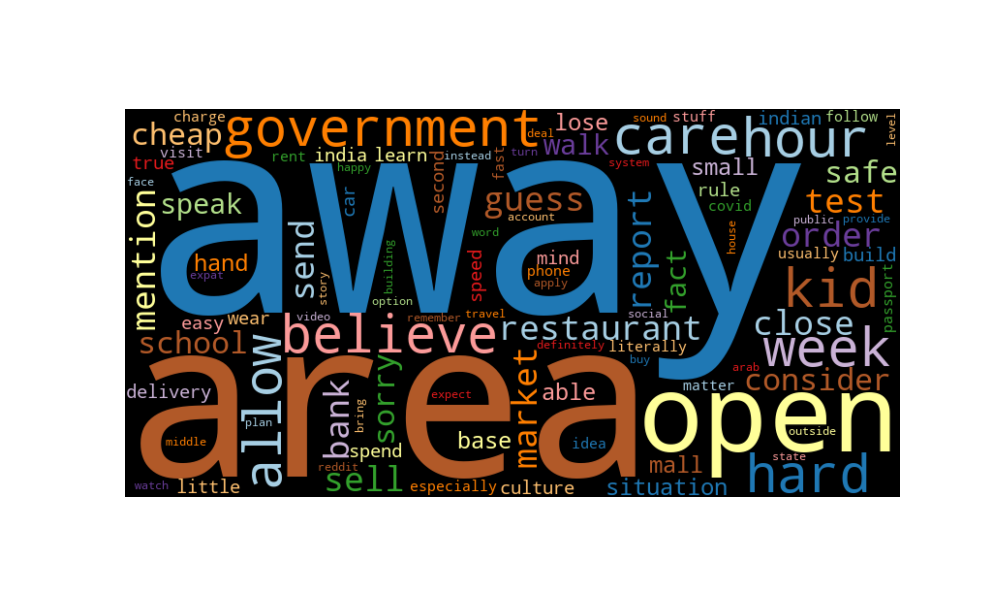 charge
cheap
government
deal
lose
sound
stuff
care
hour
indian
follow
level
visit
true
rent
india
learn
instead
turn
walk
system
small
safe
face
happy
second
fast
away
speak
car
guess
rule
covid
test
account
word
public
provide
order
mention
send
report
house
usually
build
hand
expat
building
speed
mind
phone
apply
fact
kid
passport
story
option
easy
wear
video
remember
travel
social
believe
restaurant
close
school
definitely
literally
buy
week
arab
allow
area
sorry
market
delivery
bank
bring
expect
able
matter
consider
plan
open
outside
middle
spend
base
idea
mall
state
hard
reddit
sell
watch
little
especially
culture
situation